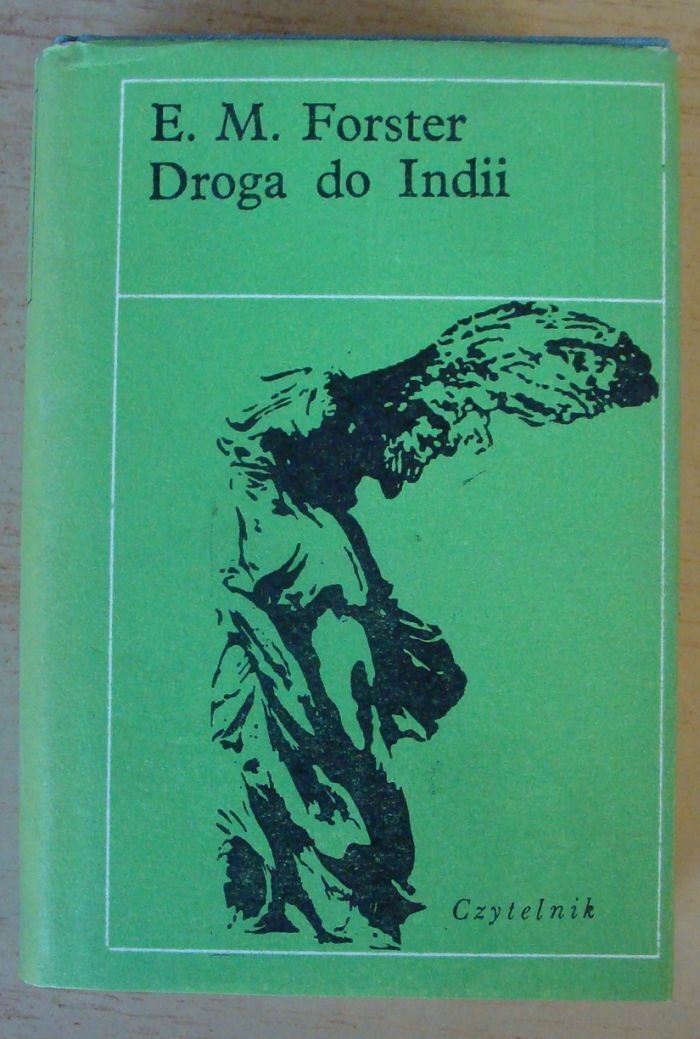 E. M. Forster
Droga do Indii
Czytelnik